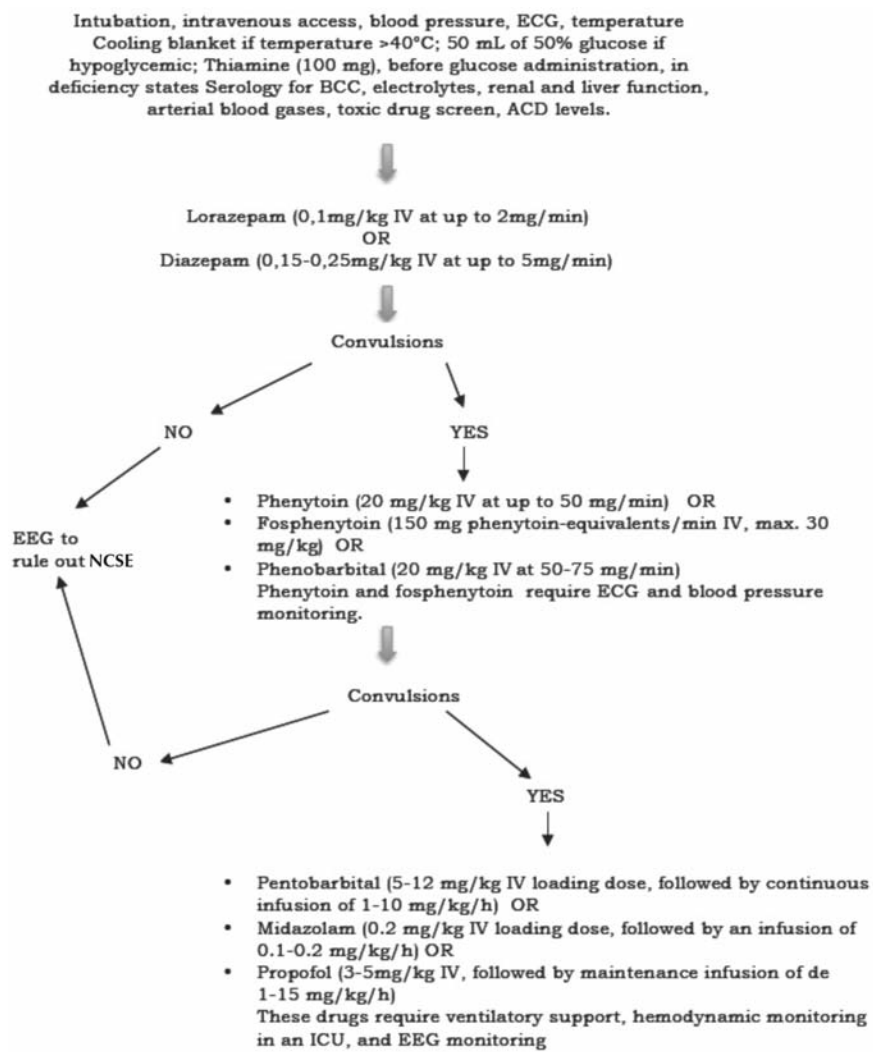 Intubation, intravenous access, blood pressure, ECG, temperature
Cooling blanket if temperature >40°C; 50 mL of 50% glucose if
hypoglycemic; Thiamine (100 mg), before glucose administration, in
deficiency states Serology for BCC, electrolytes, renal and liver function,
arterial blood gases, toxic drug screen, ACD levels.
Lorazepam (0,1mg/kg IV at up to 2mg/min)
OR
Diazepam (0,15-0,25mg/kg IV at up to 5mg/min)
Convulsions
NO
YES
• Phenytoin (20 mg/kg IV at up to 50 mg/min) OR
• Fosphenytoin (150 mg phenytoin-equivalents/min IV, max. 30
mg/kg) OR
• Phenobarbital (20 mg/kg IV at 50-75 mg/min)
Phenytoin and fosphenytoin require ECG and blood pressure
monitoring.
EEG to
rule out NCSE
Convulsions
NO
YES
• Pentobarbital (5-12 mg/kg IV loading dose, followed by continuous
infusion of 1-10 mg/kg/h) OR
• Midazolam (0.2 mg/kg IV loading dose, followed by an infusion of
0.1-0.2 mg/kg/h) OR
• Propofol (3-5mg/kg IV, followed by maintenance infusion of de
1-15 mg/kg/h)
These drugs require ventilatory support, hemodynamic monitoring
in an ICU, and EEG monitoring